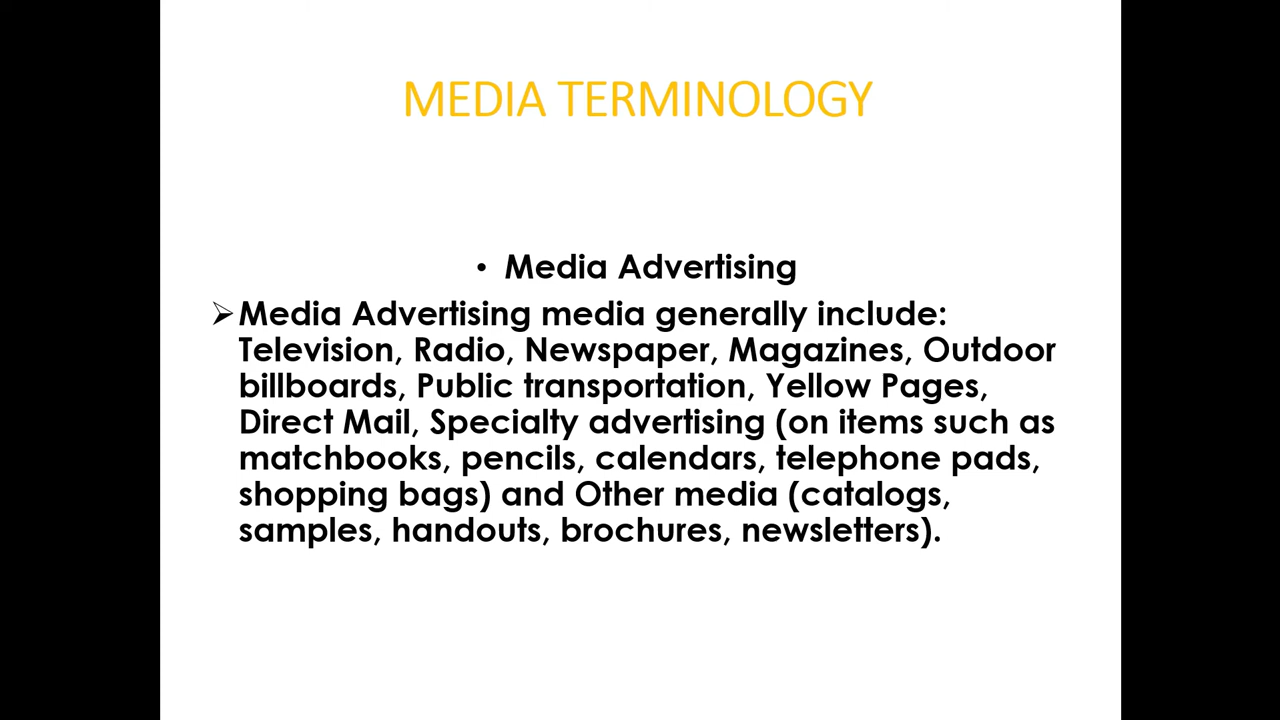 MEDIA TERMINOLOGY
• Media Advertising
➢Media Advertising media generally include:
Television, Radio, Newspaper, Magazines, Outdoor
billboards, Public transportation, Yellow Pages,
Direct Mail, Specialty advertising (on items such as
matchbooks, pencils, calendars, telephone pads,
shopping bags) and Other media (catalogs,
samples, handouts, brochures, newsletters).